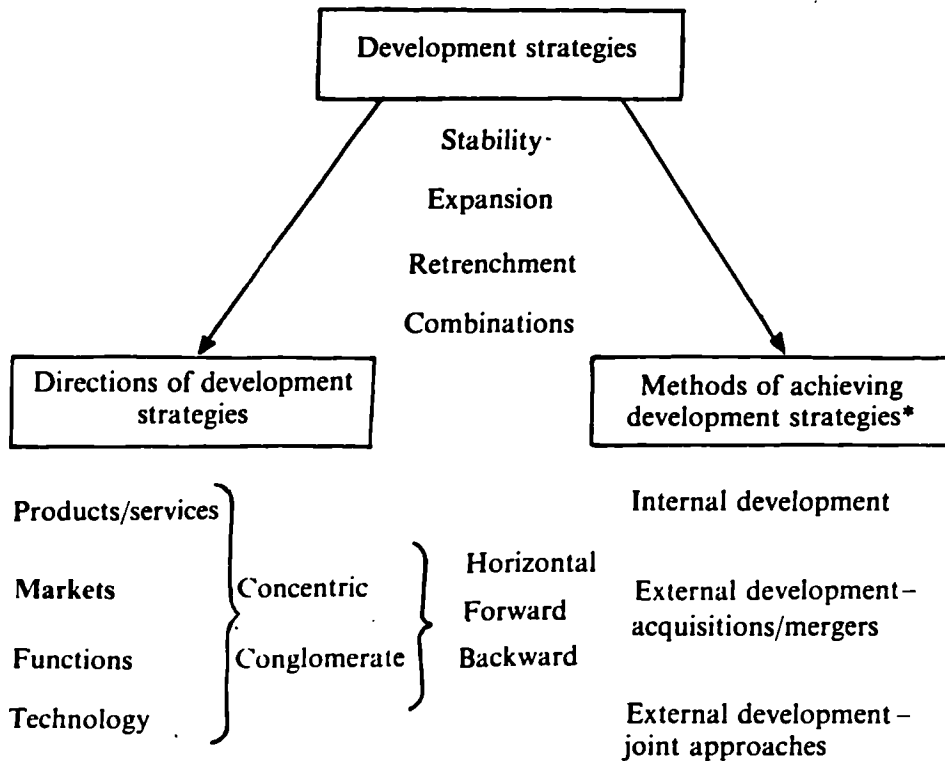 Development strategies
Stability
Expansion
Retrenchment
Combinations
Directions of development
strategies
Methods of achieving
development strategies*
Products/services
Markets
Functions
Technology
Concentric
Conglomerate
Horizontal
Forward
Backward
Internal development
External development–
acquisitions/mergers
External development–
joint approaches